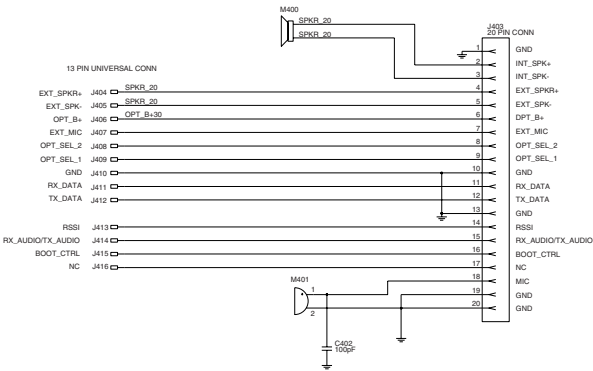 M400
SPKR_20
SPKR_20
J403
20 PIN CONN
13 PIN UNIVERSAL CONN
1 GND
2 INT_SPK+
3 INT_SPK-
EXT_SPKR+ J404 SPKR_20 4 EXT_SPKR+
EXT_SPK- J405 SPKR_20 5 EXT_SPK-
OPT_B+ J406 OPT_B+30 6 DPT_B+
EXT_MIC J407 7 EXT_MIC
OPT_SEL_2 J408 8 OPT_SEL_2
OPT_SEL_1 J409 9 OPT_SEL_1
GND J410 10 GND
RX_DATA J411 11 RX_DATA
TX_DATA J412 12 TX_DATA
13 GND
RSSI J413 14 RSSI
RX_AUDIO/TX_AUDIO J414 15 RX_AUDIO/TX_AUDIO
BOOT_CTRL J415 16 BOOT_CTRL
NC J416 17 NC
M401
18 MIC
1
19 GND
2
20 GND
C402
100pF